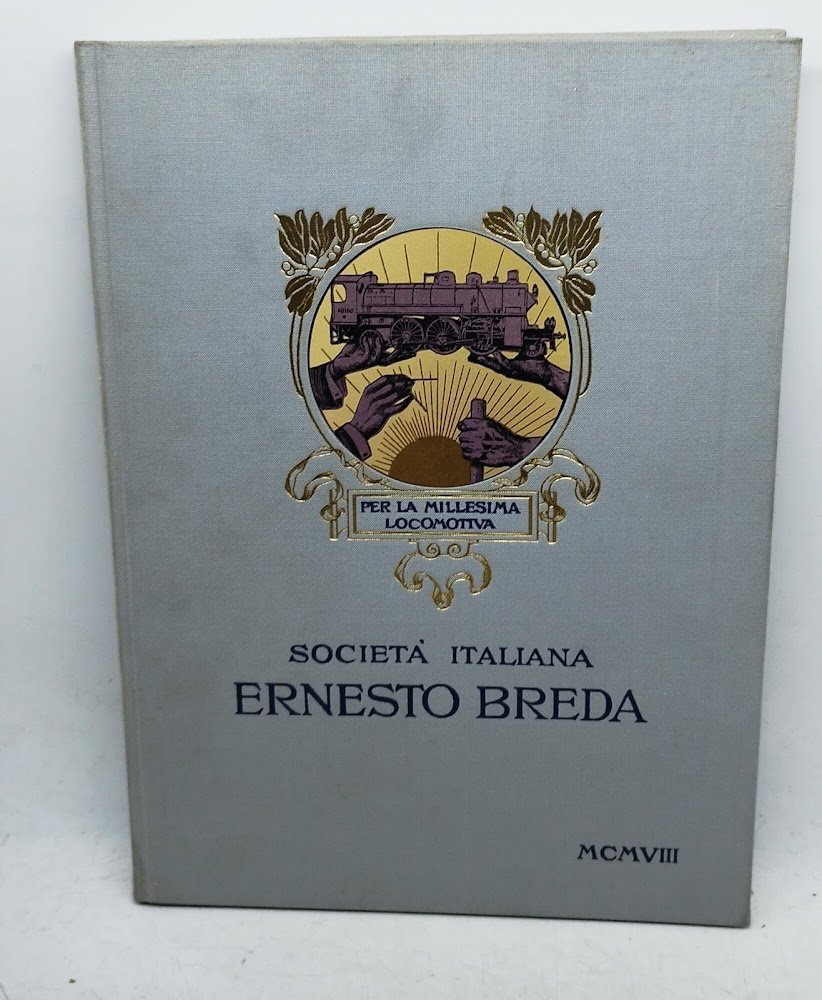 PER LA MILLESIMA
LOCOMOTIVA
SOCIETÀ ITALIANA
ERNESTO BREDA
MCMVIII